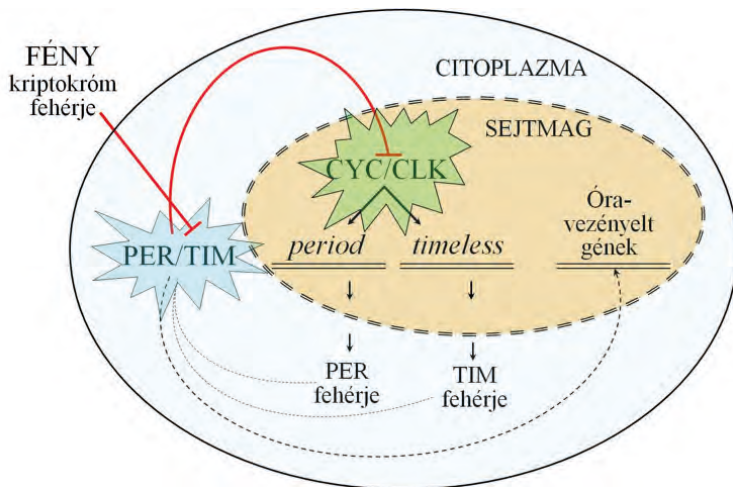 FÉNY
kriptokróm
fehérje
CITOPLAZMA
SEJTMAG
CYC/CLK
PER/TIM
period
timeless
Óra-
vezényelt
gének
PER
fehérje
TIM
fehérje